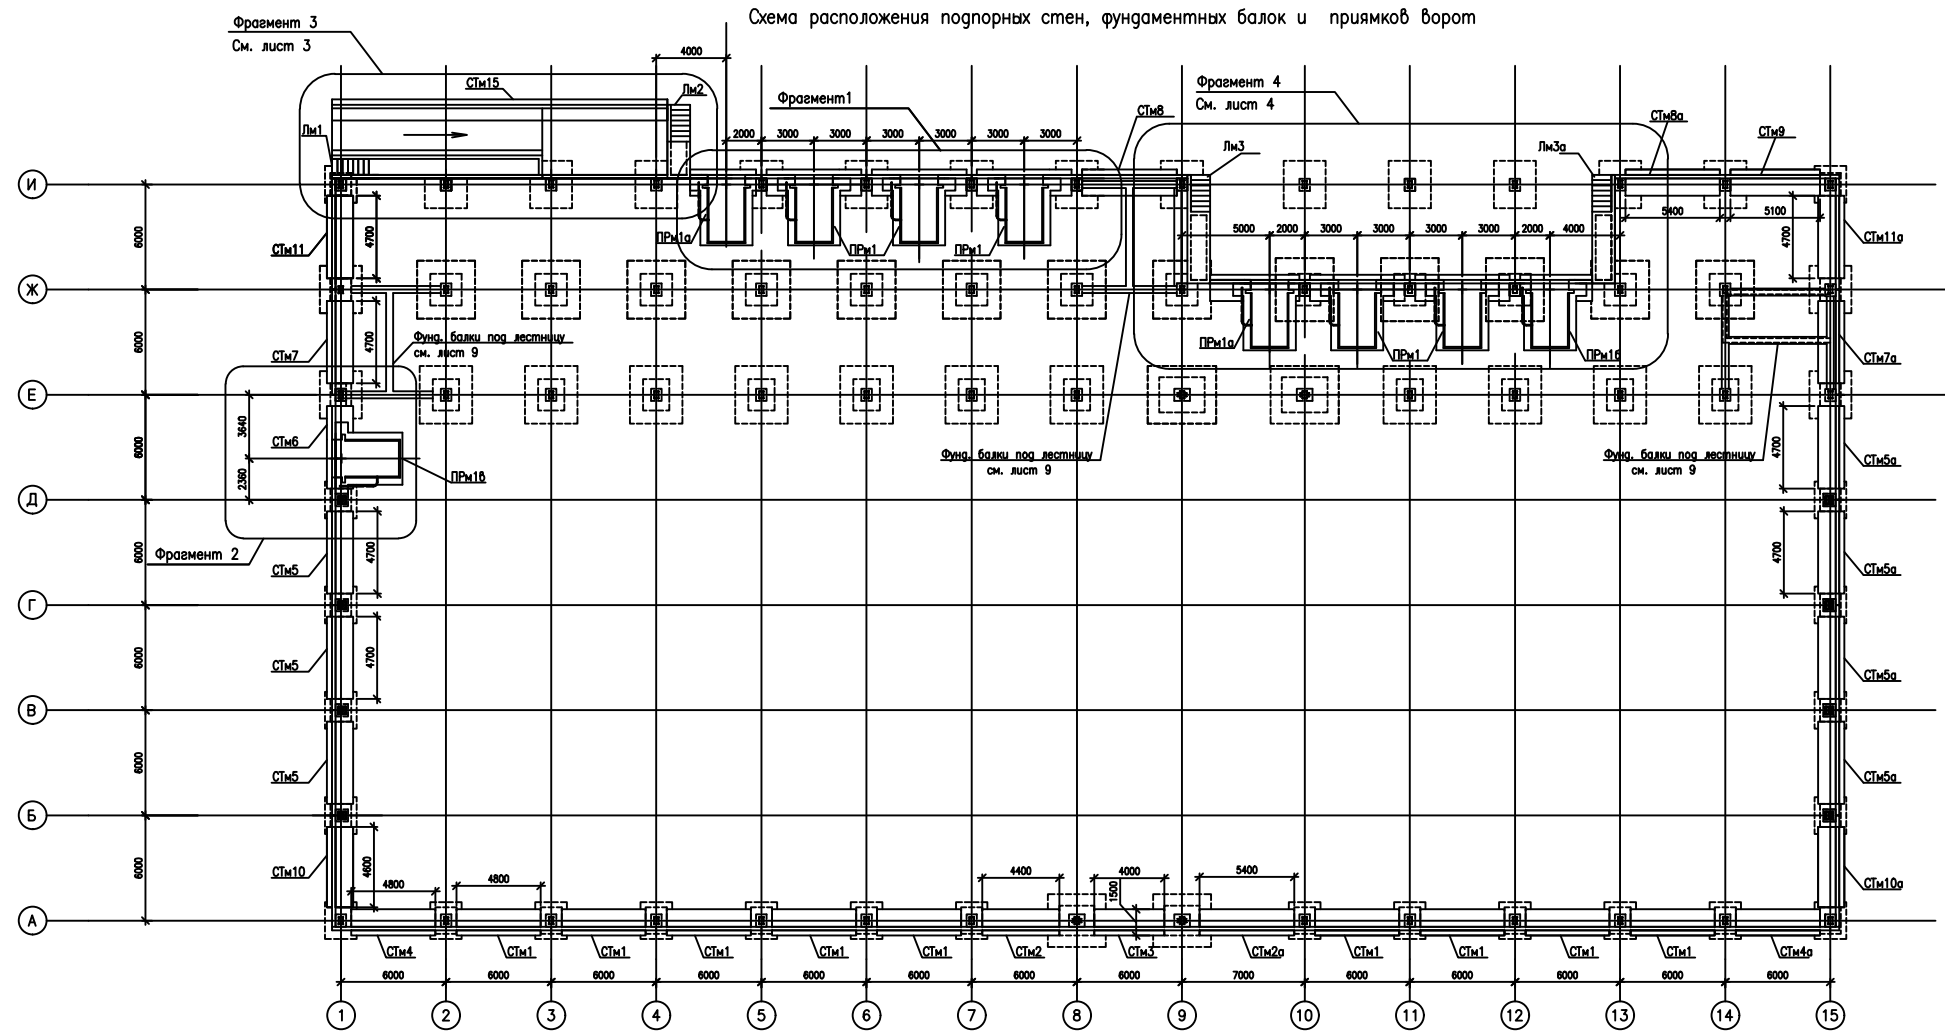 Схема расположения подпорных стен, фундаментных балок и приямков ворот
Фрагмент 3
См. лист 3
4000
СТм15
Лм2
Фрагмент1
СТм8
Фрагмент 4
См. лист 4
СТм8а
СТм9
Лм1
2000 3000 3000 3000 3000 3000 3000
Лм3
Лм3а
И
6000
СТм11
4700
ПРм1а
ПРм1
ПРм1
5000 2000 3000 3000 3000 3000 2000 4000
5400
5100
4700
СТм11а
Ж
6000
СТм7
4700
Фунд. балки под лестницу
см. лист 9
ПРм1а
ПРм1
ПРм1б
СТм7а
Е
3640
СТм6
6000
2360
ПРм1в
Фунд. балки под лестницу
см. лист 9
Фунд. балки под лестницу
см. лист 9
4700
СТм5а
Д
Фрагмент 2
6000
СТм5
4700
4700
СТм5а
Г
6000
СТм5
4700
СТм5а
В
6000
СТм5
СТм5а
Б
6000
СТм10
4600
4800
4800
4400
4000
1500
5400
СТм10а
А
СТм4 СТм1 СТм1 СТм1 СТм1 СТм1 СТм2 СТм3 СТм2а СТм1 СТм1 СТм1 СТм1 СТм4а
6000 6000 6000 6000 6000 6000 6000 6000 7000 6000 6000 6000 6000 6000
1 2 3 4 5 6 7 8 9 10 11 12 13 14 15